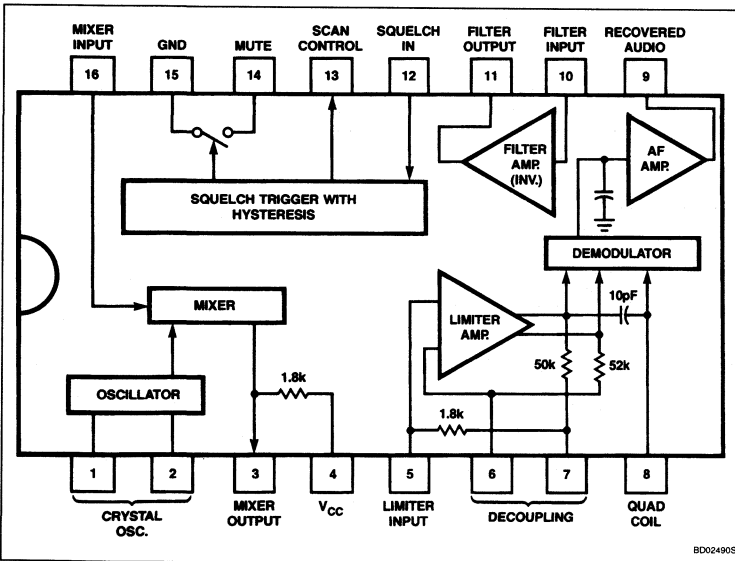 MIXER INPUT
GND
MUTE
SCAN CONTROL
SQUELCH IN
FILTER OUTPUT
FILTER INPUT
RECOVERED AUDIO
16
15
14
13
12
11
10
9
FILTER AMP. (INV.)
AF AMP.
SQUELCH TRIGGER WITH HYSTERESIS
DEMODULATOR
MIXER
LIMITER AMP.
10pF
1.8k
50k
52k
OSCILLATOR
1.8k
1
2
3
4
5
6
7
8
CRYSTAL OSC.
MIXER OUTPUT
VCC
LIMITER INPUT
DECOUPLING
QUAD COIL
BD02490S